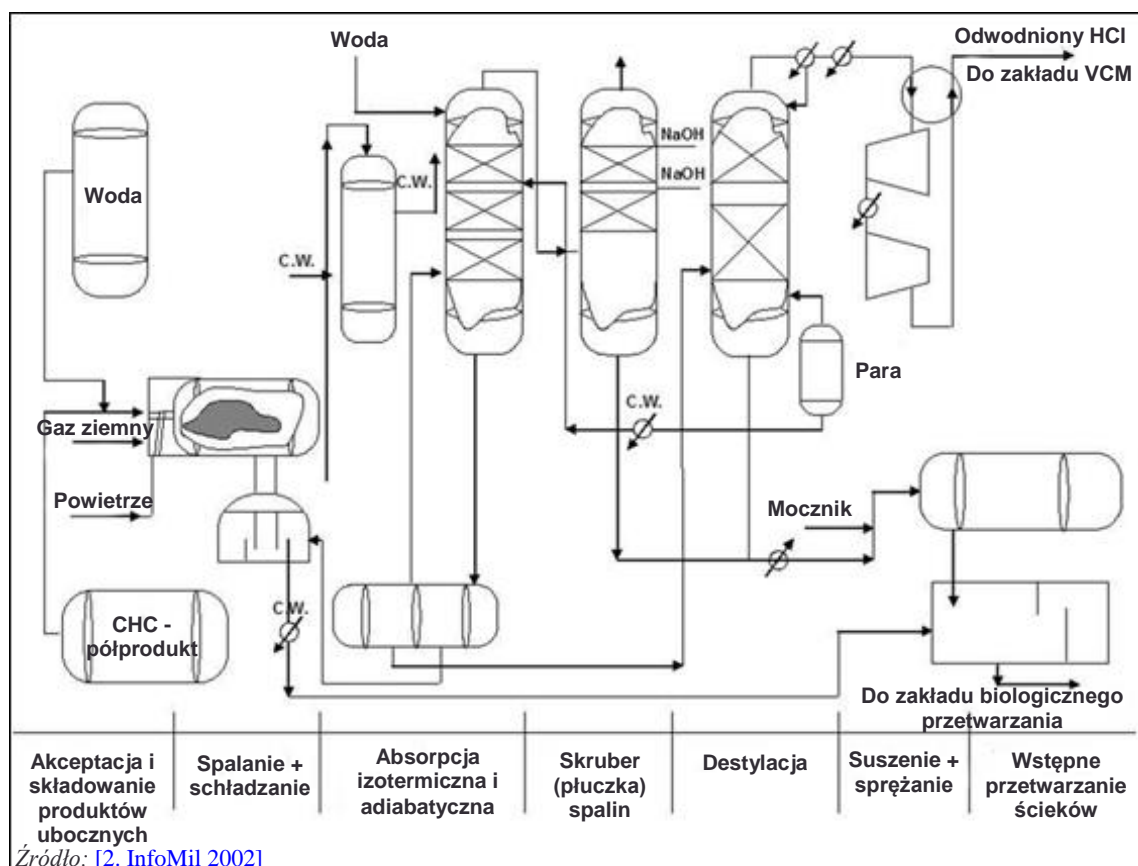 Woda
Odwodniony HCl
Do zakładu VCM
Woda
NaOH
NaOH
C.W.
C.W.
Para
C.W.
Gaz ziemny
Powietrze
Mocznik
CHC -
półprodukt
C.W.
Do zakładu biologicznego
przetwarzania
Akceptacja i
składowanie
produktów
ubocznych
Spalanie +
schładzanie
Absorpcja
izotermiczna i
adiabatyczna
Skruber
(płuczka)
spalin
Destylacja
Suszenie +
sprężanie
Wstępne
przetwarzanie
ścieków
Źródło: [2. InfoMil 2002]